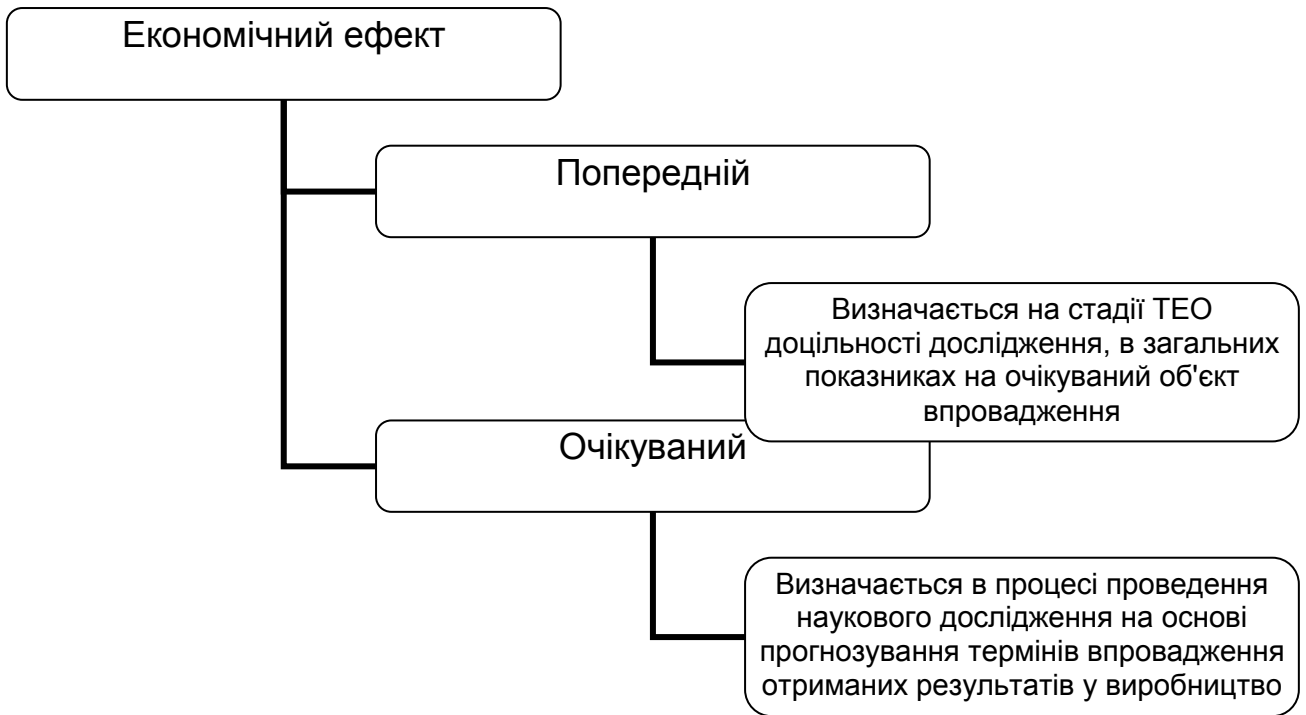 Економічний ефект
Попередній
Визначається на стадії ТЕО
доцільності дослідження, в загальних
показниках на очікуваний об'єкт
впровадження
Очікуваний
Визначається в процесі проведення
наукового дослідження на основі
прогнозування термінів впровадження
отриманих результатів у виробництво